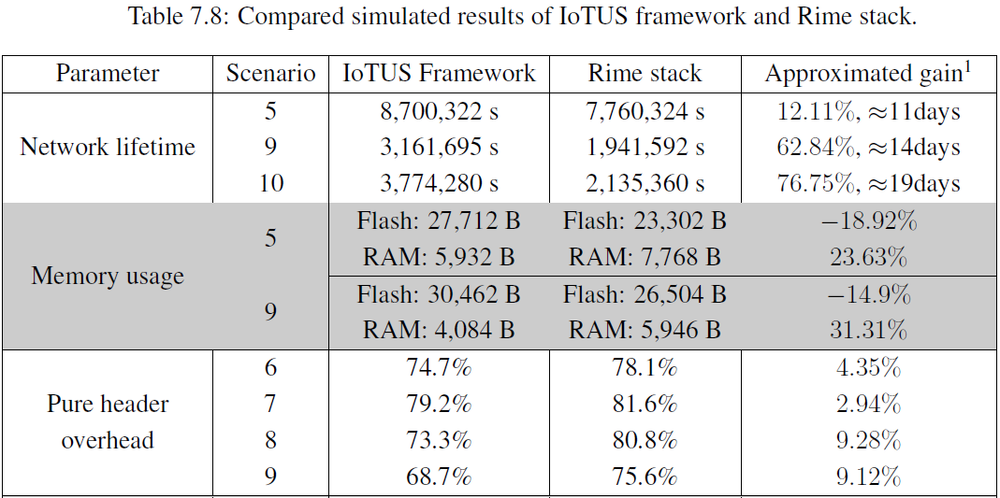 Table 7.8: Compared simulated results of IoTUS framework and Rime stack.
Parameter Scenario IoTUS Framework Rime stack Approximated gain¹
5 8,700,322 s 7,760,324 s 12.11%, ≈11days
Network lifetime 9 3,161,695 s 1,941,592 s 62.84%, ≈14days
10 3,774,280 s 2,135,360 s 76.75%, ≈19days
Memory usage
5 Flash: 27,712 B Flash: 23,302 B −18.92%
RAM: 5,932 B RAM: 7,768 B 23.63%
9 Flash: 30,462 B Flash: 26,504 B −14.9%
RAM: 4,084 B RAM: 5,946 B 31.31%
Pure header
overhead
6 74.7% 78.1% 4.35%
7 79.2% 81.6% 2.94%
8 73.3% 80.8% 9.28%
9 68.7% 75.6% 9.12%